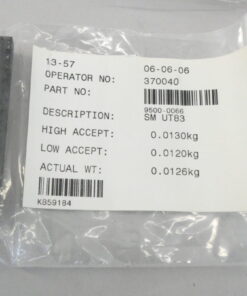 13-57 06-06-06
OPERATOR NO: 370040
PART NO:
9500-0066
DESCRIPTION: SM UT83
HIGH ACCEPT: 0.0130kg
LOW ACCEPT: 0.0120kg
ACTUAL WT: 0.0126kg
K859184